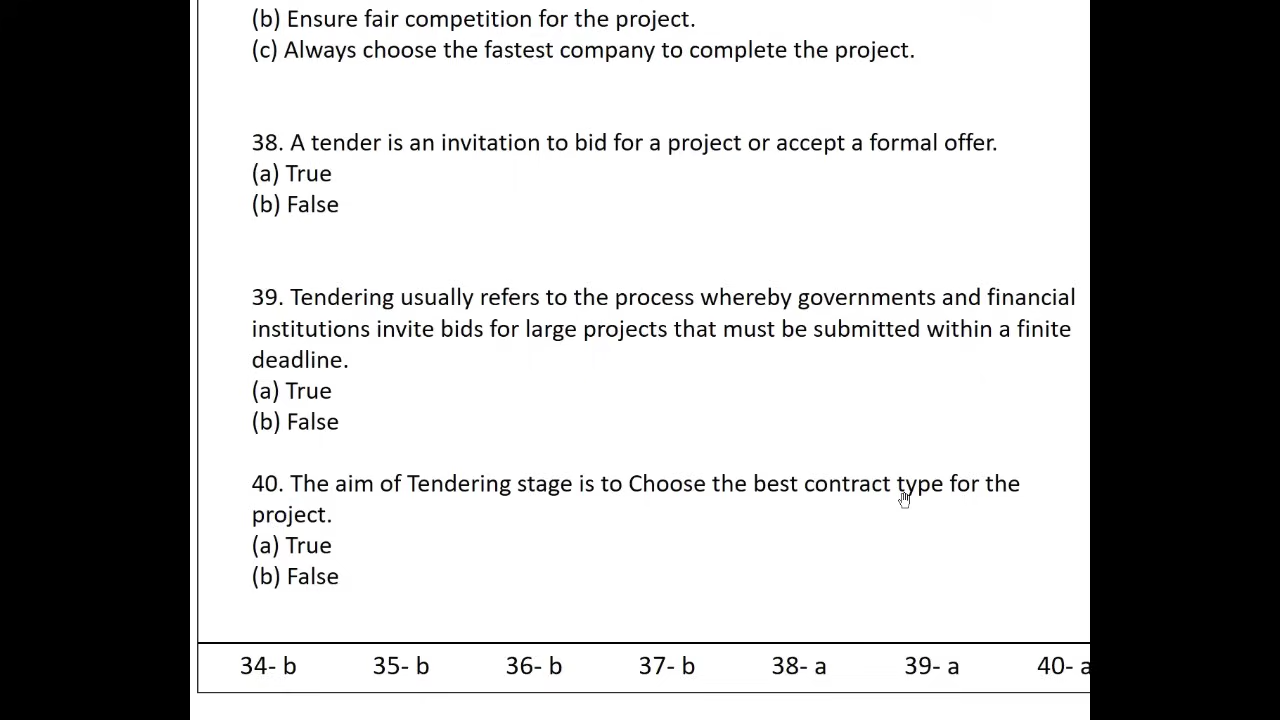 (b) Ensure fair competition for the project.
(c) Always choose the fastest company to complete the project.
38. A tender is an invitation to bid for a project or accept a formal offer.
(a) True
(b) False
39. Tendering usually refers to the process whereby governments and financial
institutions invite bids for large projects that must be submitted within a finite
deadline.
(a) True
(b) False
40. The aim of Tendering stage is to Choose the best contract type for the
project.
(a) True
(b) False
34- b 35- b 36- b 37- b 38- a 39- a 40- a